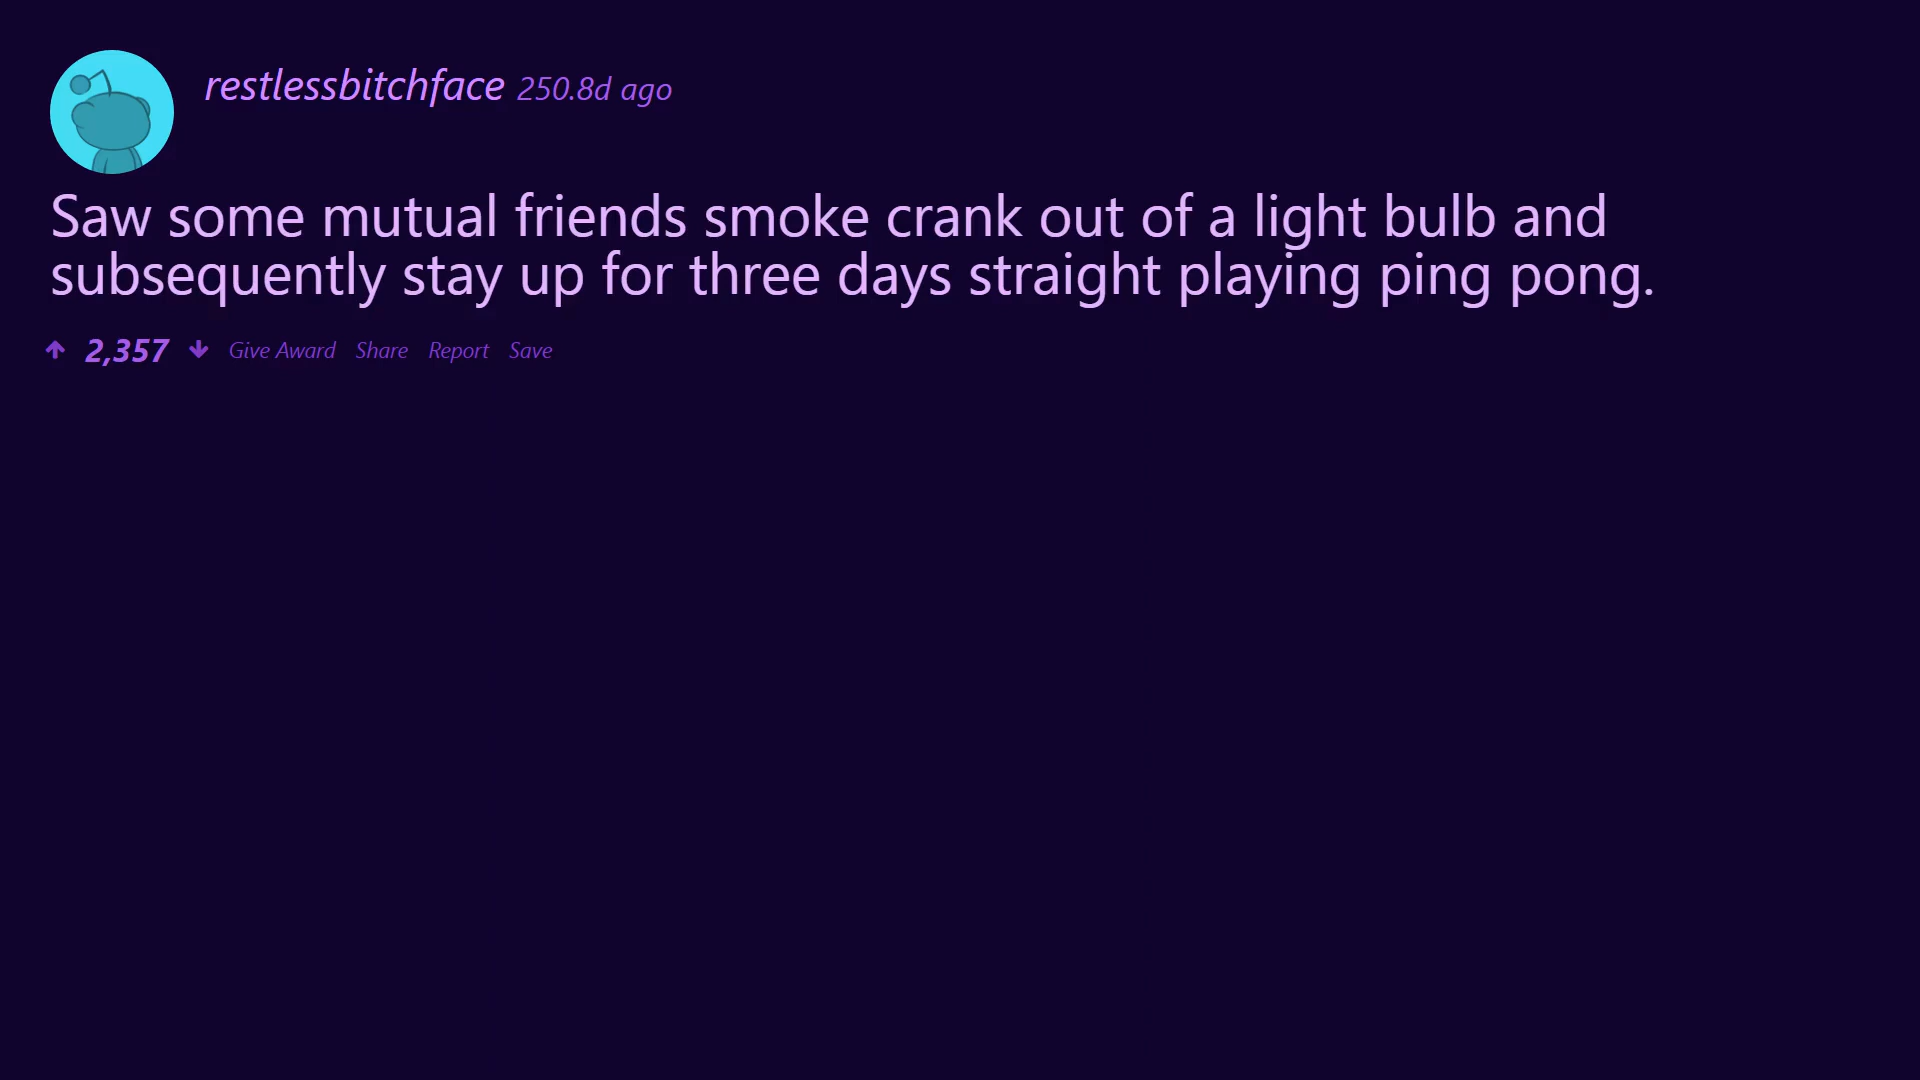 restlessbitchface 250.8d ago
Saw some mutual friends smoke crank out of a light bulb and
subsequently stay up for three days straight playing ping pong.
2,357 Give Award Share Report Save